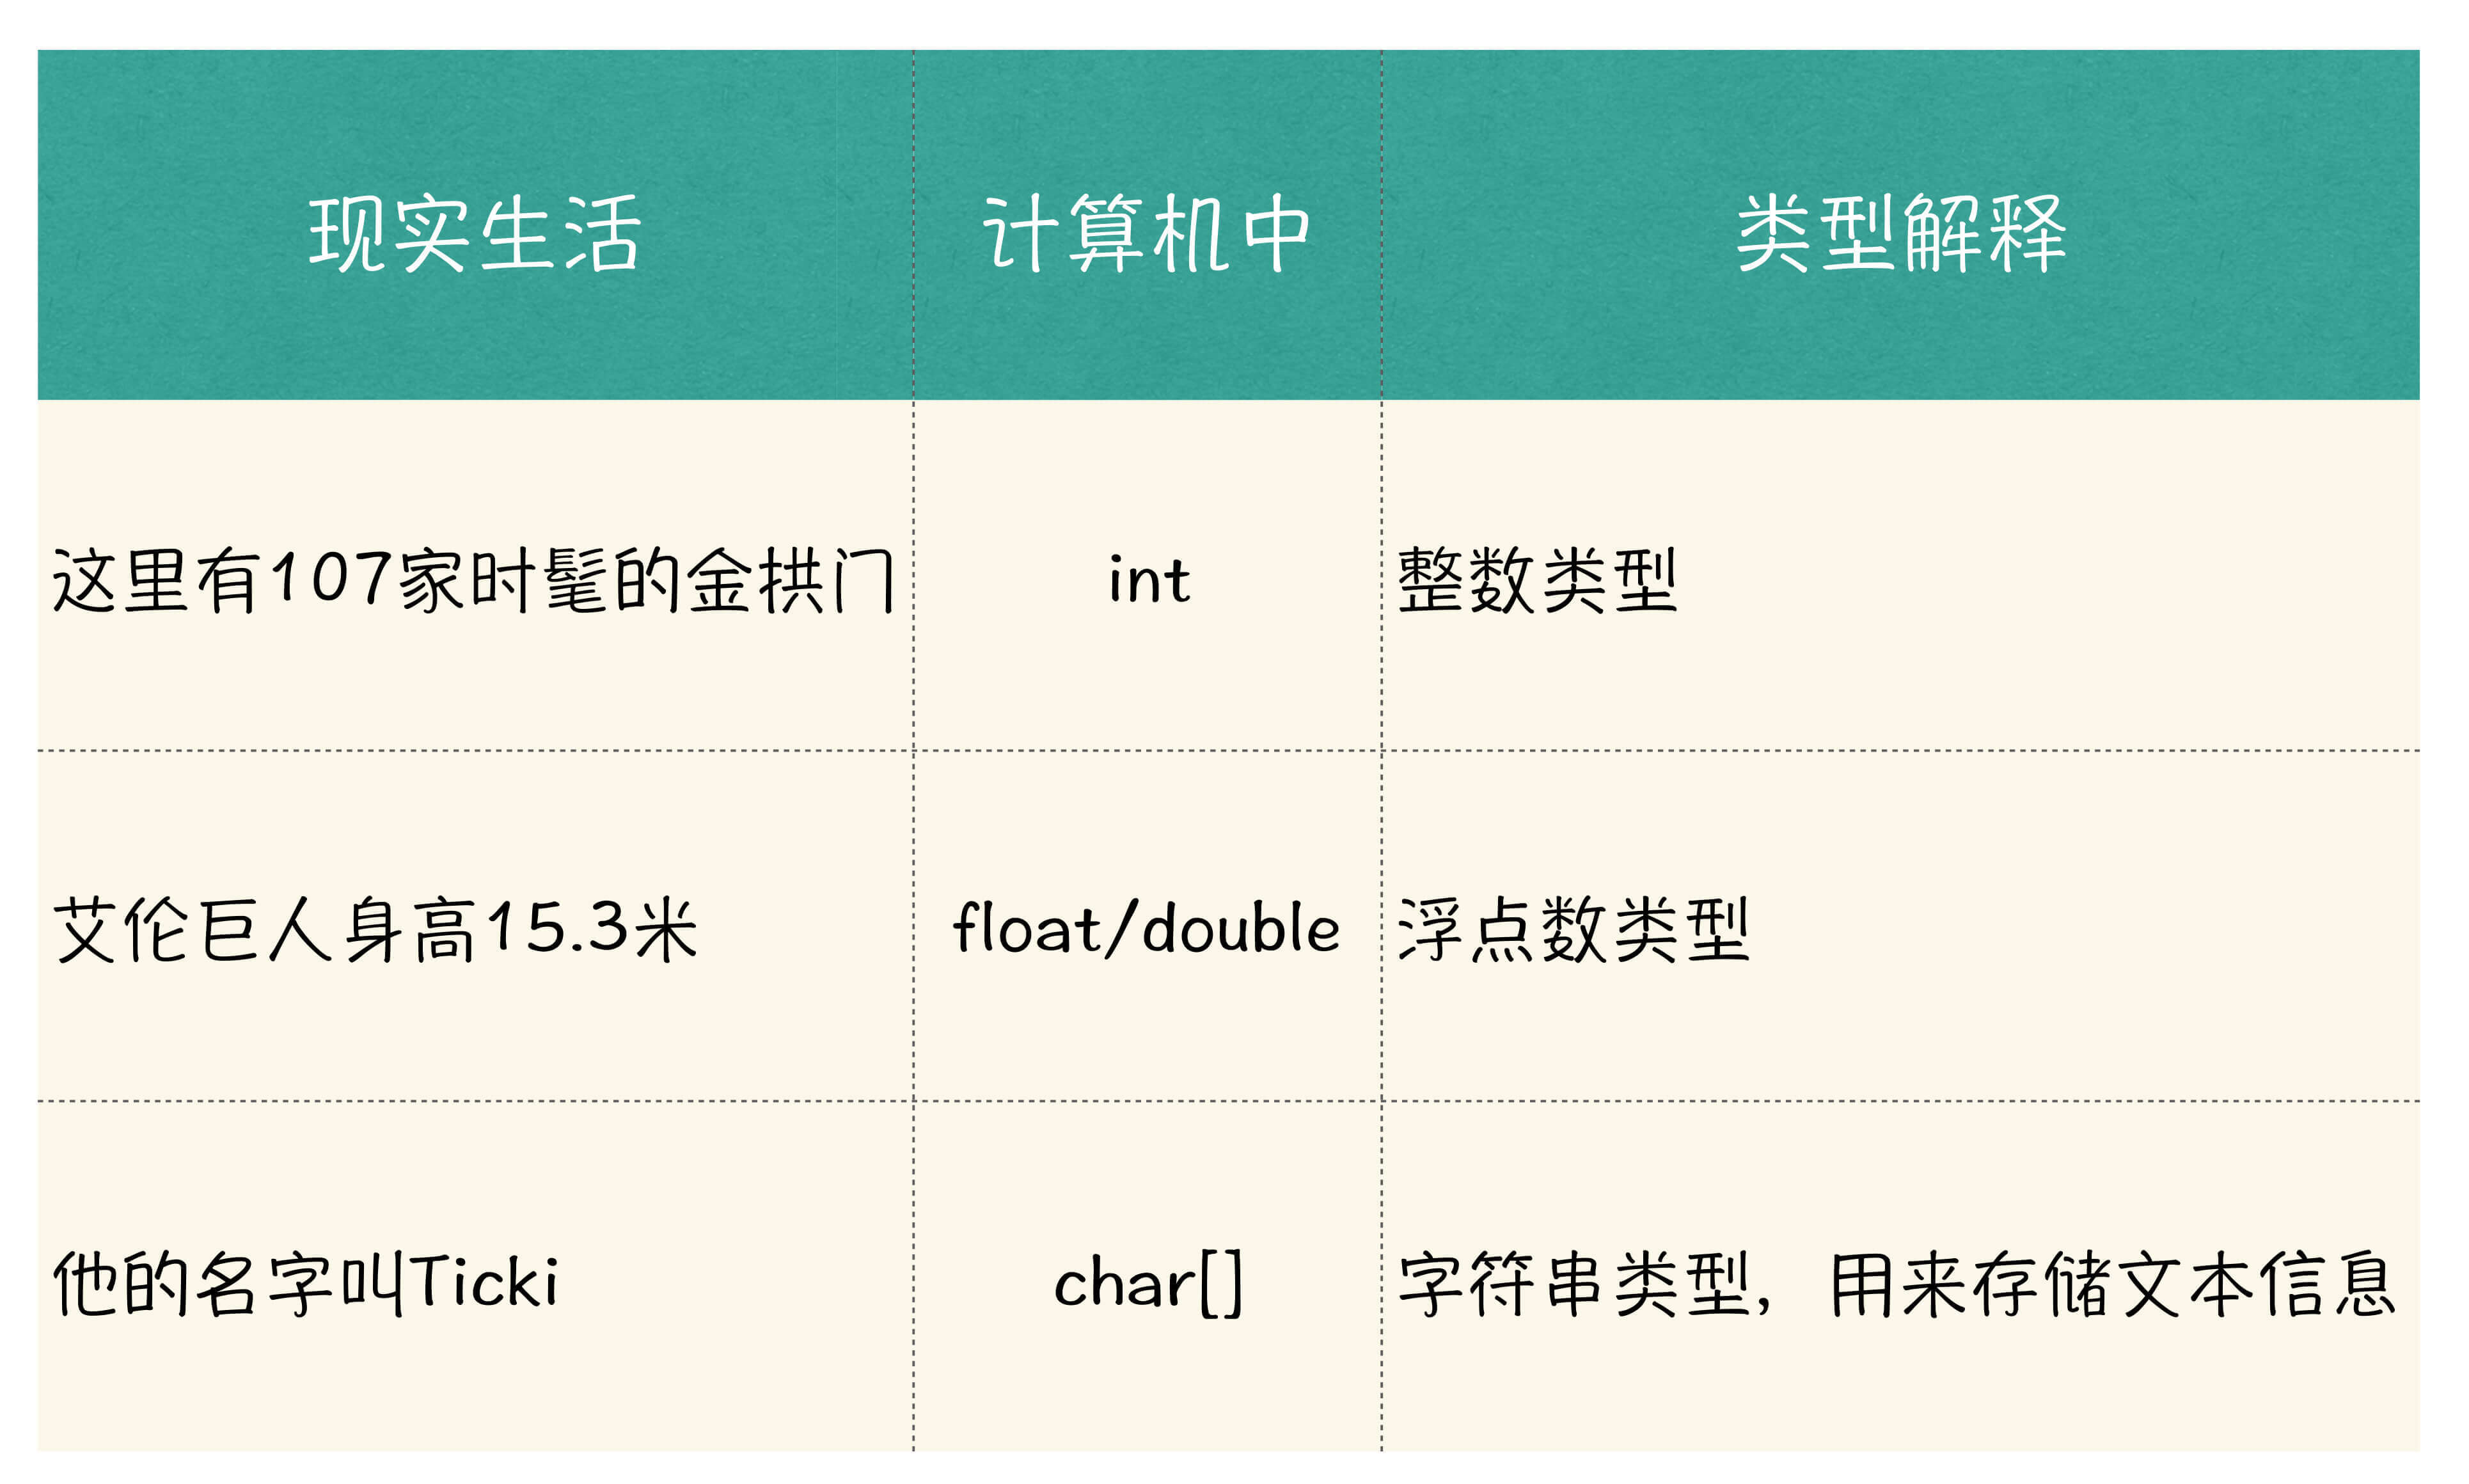 现实生活 计算机中 类型解释
这里有107家时髦的金拱门 int 整数类型
艾伦巨人身高15.3米 float/double 浮点数类型
他的名字叫Ticki char[] 字符串类型，用来存储文本信息